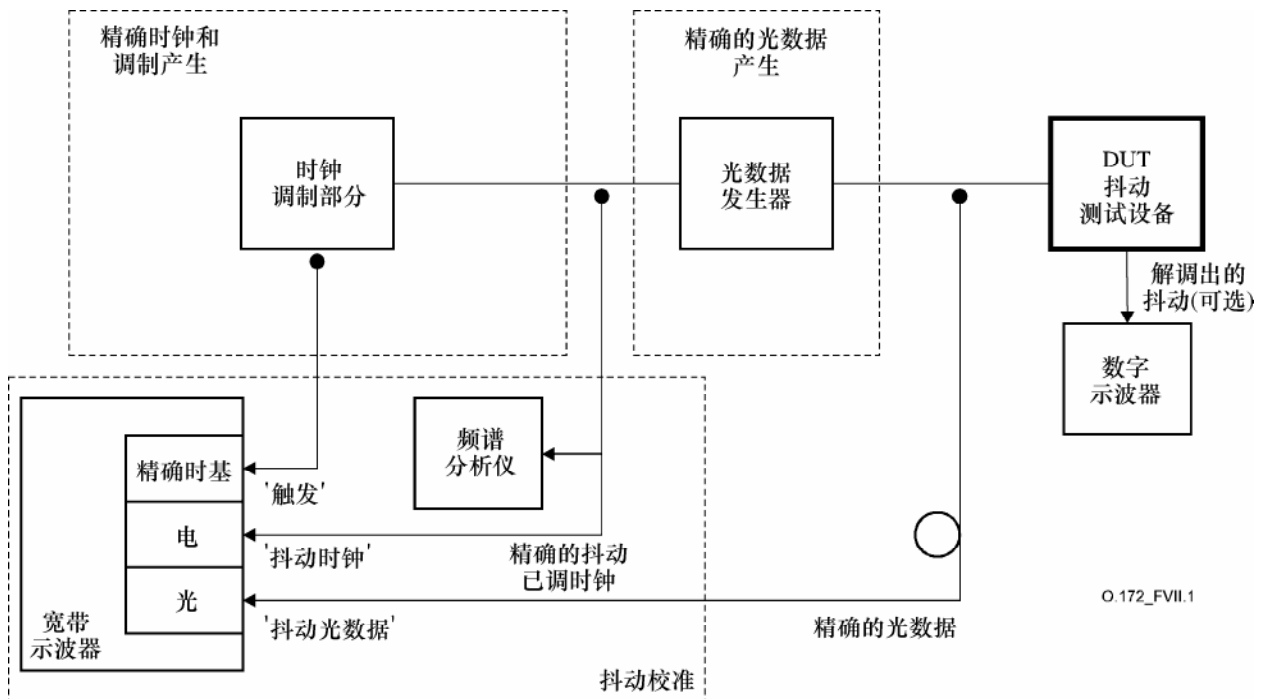 精确时钟和
调制产生
精确的光数据
产生
时钟
调制部分
光数据
发生器
DUT
抖动
测试设备
解调出的
抖动(可选)
数字
示波器
频谱
分析仪
精确时基
'触发'
电
'抖动时钟'
精确的抖动
已调时钟
光
'抖动光数据'
宽带
示波器
精确的光数据
O.172_FVII.1
抖动校准